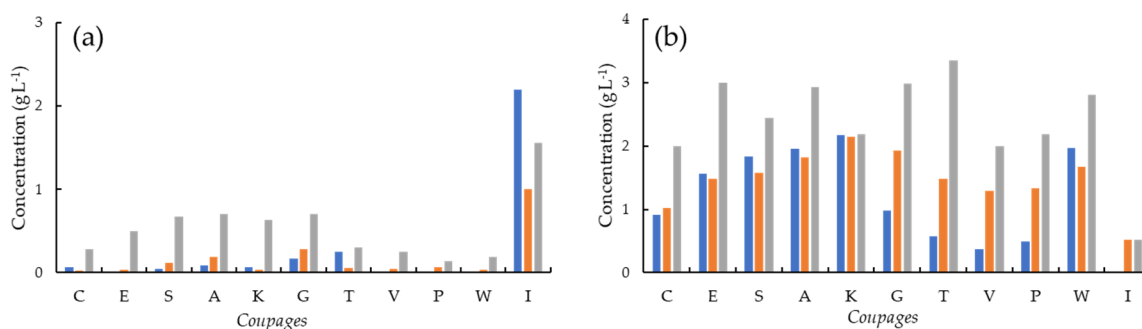 (a)
Concentration (g L-1)
3
2
1
0
C E S A K G T V P W I
Coupages
(b)
Concentration (g L-1)
4
3
2
1
0
C E S A K G T V P W I
Coupages